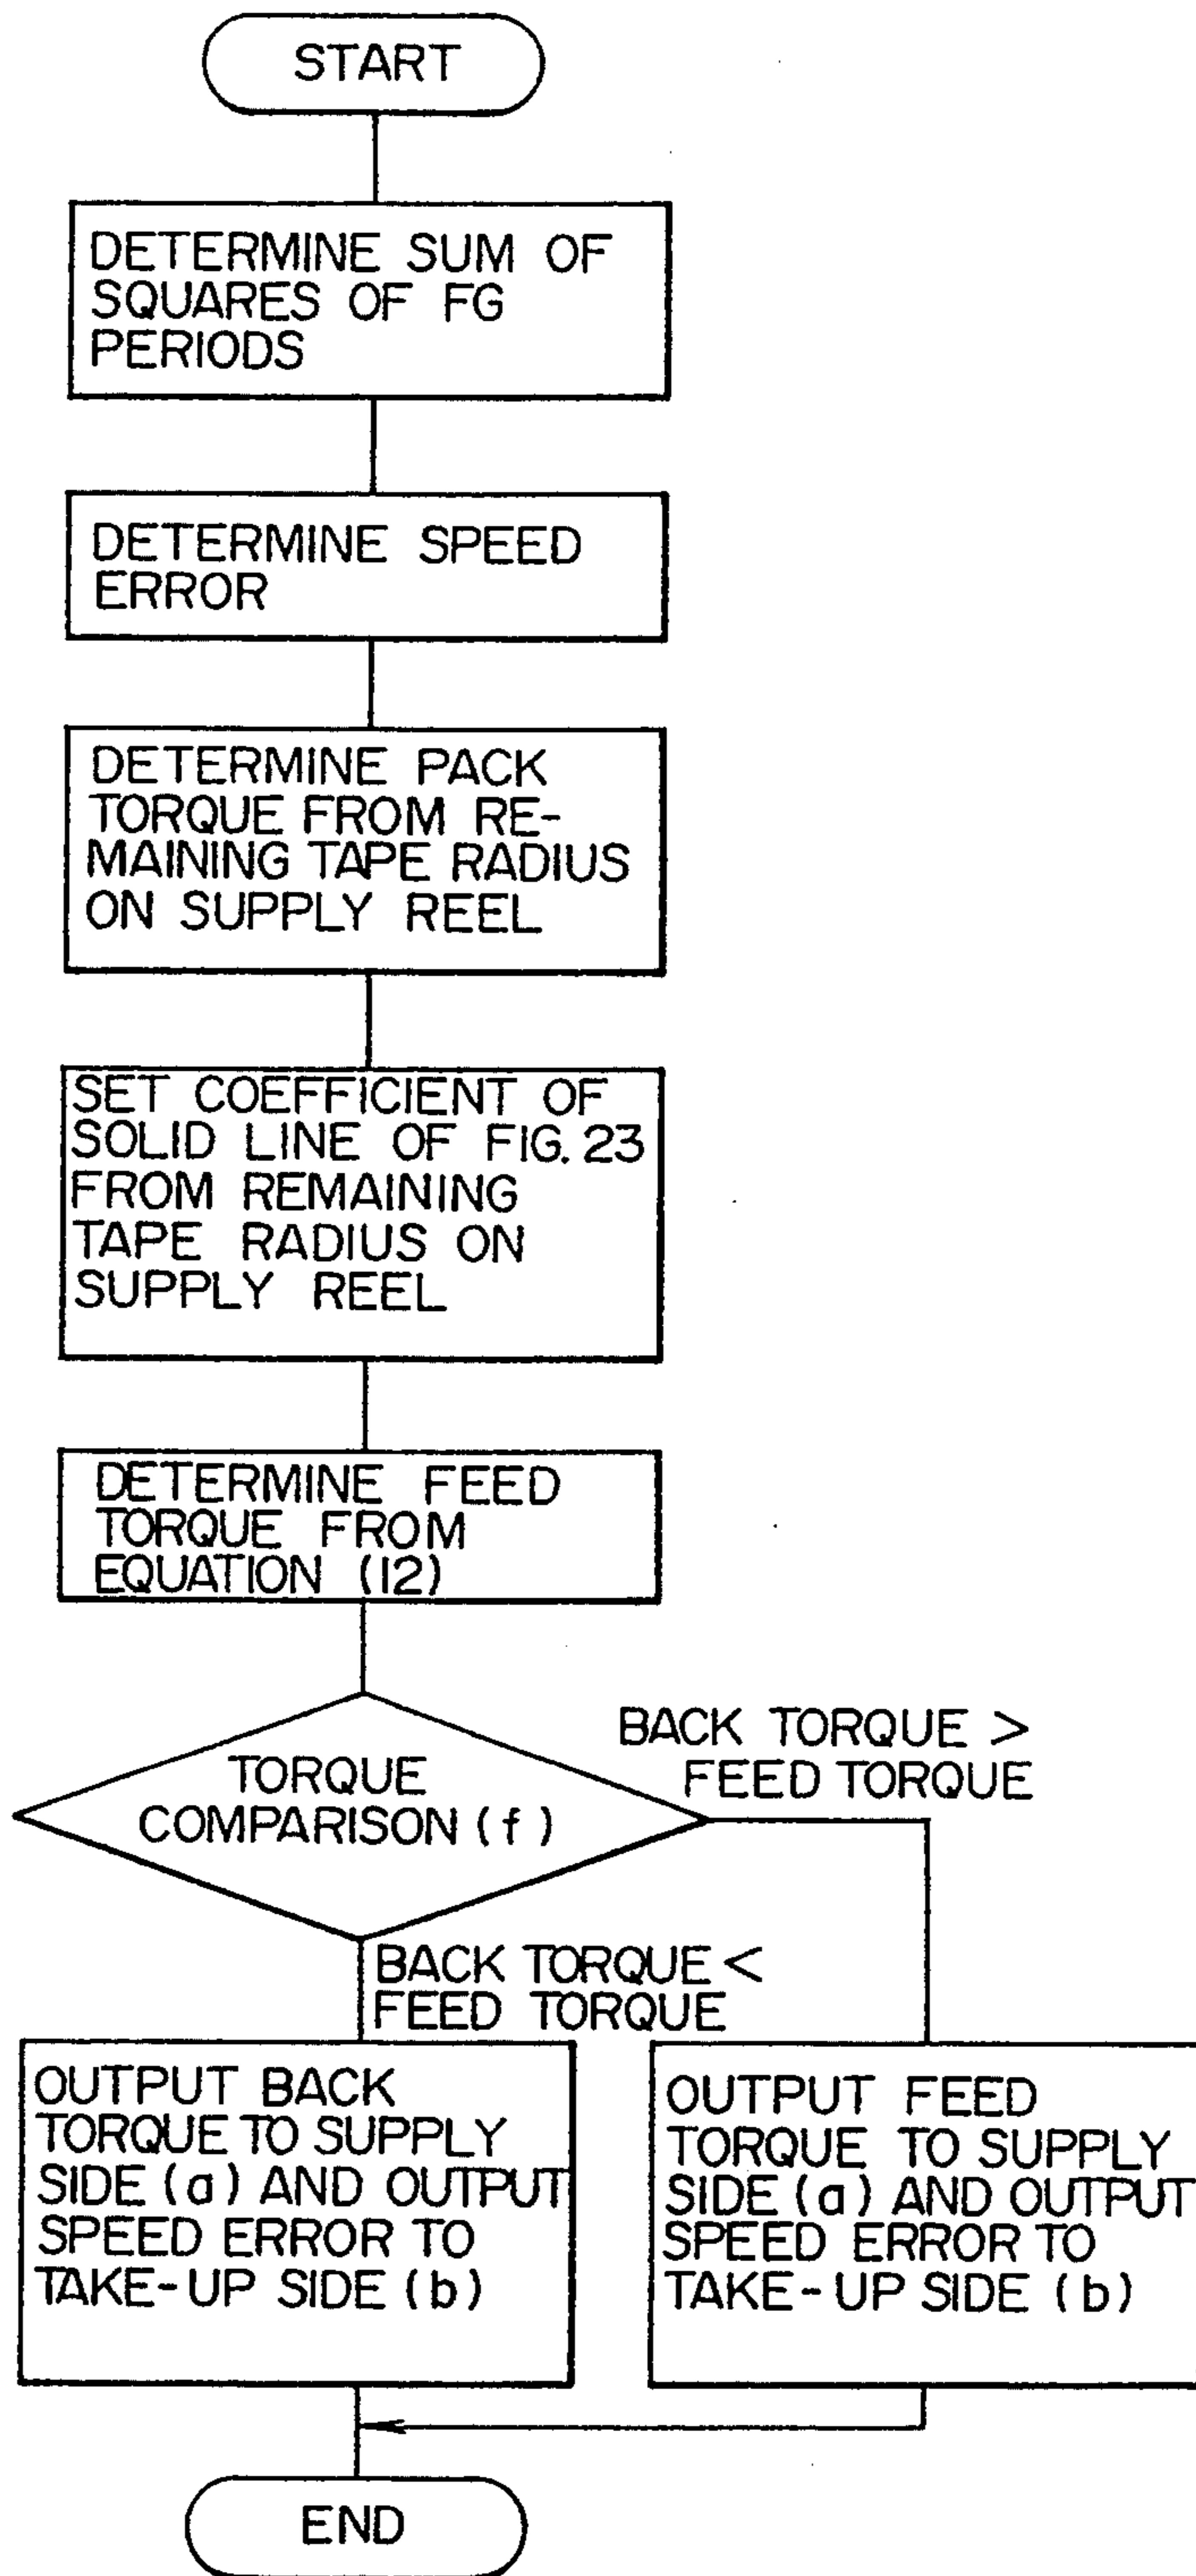 START
DETERMINE SUM OF
SQUARES OF FG
PERIODS
DETERMINE SPEED
ERROR
DETERMINE PACK
TORQUE FROM RE-
MAINING TAPE RADIUS
ON SUPPLY REEL
SET COEFFICIENT OF
SOLID LINE OF FIG. 23
FROM REMAINING
TAPE RADIUS ON
SUPPLY REEL
DETERMINE FEED
TORQUE FROM
EQUATION (12)
TORQUE
COMPARISON (f)
BACK TORQUE >
FEED TORQUE
BACK TORQUE <
FEED TORQUE
OUTPUT BACK
TORQUE TO SUPPLY
SIDE (a) AND OUTPUT
SPEED ERROR TO
TAKE-UP SIDE (b)
OUTPUT FEED
TORQUE TO SUPPLY
SIDE (a) AND OUTPUT
SPEED ERROR TO
TAKE-UP SIDE (b)
END